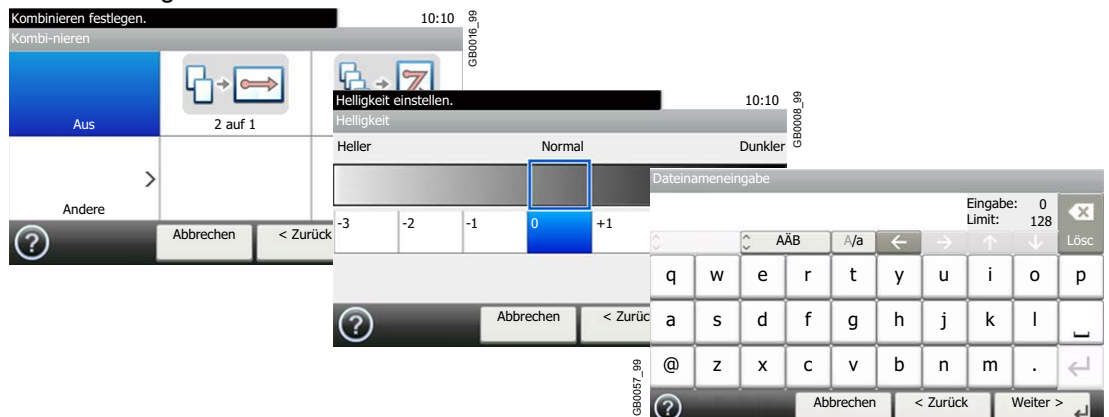 Kombinieren festlegen. 10:10
Kombi-nieren
Aus
2 auf 1
Andere
Abbrechen < Zurück
GB0016_99
Helligkeit einstellen. 10:10
Helligkeit
Heller Normal Dunkler
-3 -2 -1 0 +1
Abbrechen < Zurüc
GB0008_99
Dateinameneingabe
Eingabe: 0
Limit: 128
AÄB A/a Lösc
q w e r t y u i o p
a s d f g h j k l
@ z x c v b n m .
Abbrechen < Zurück Weiter >
GB0057_99